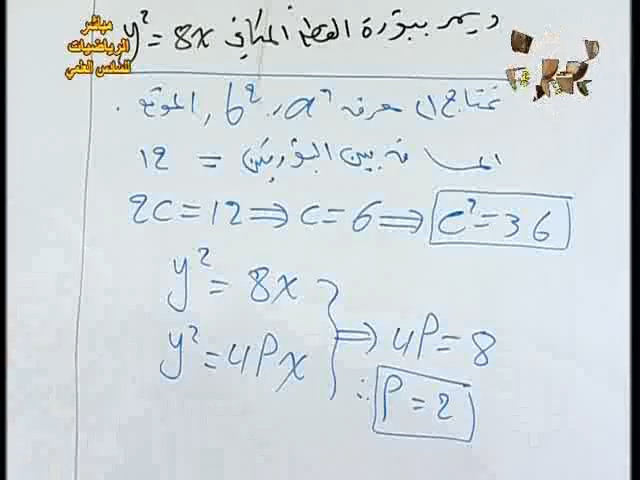 ويمر ببؤرة القطع المكافئ y² = 8x
مباشر
الرياضيات
للسادس العلمي
نحتاج الى معرفة a² ، b² ، الموقع .
المسافة بين البؤرتين = 12
2C = 12 ⇒ C = 6 ⇒ C² = 36
y² = 8x
y² = 4Px
⇒ 4P = 8
∴ P = 2